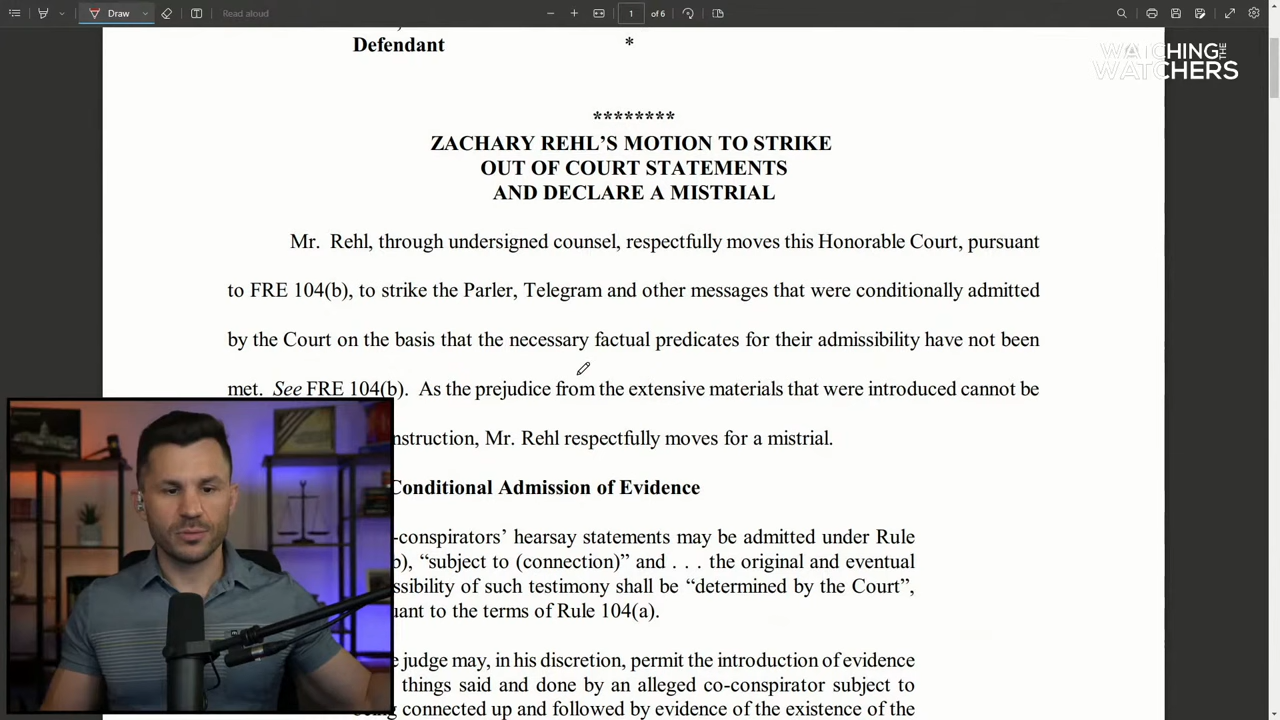 Draw
Read aloud
1 of 6
WATCHING THE
WATCHERS
Defendant *
********
ZACHARY REHL’S MOTION TO STRIKE
OUT OF COURT STATEMENTS
AND DECLARE A MISTRIAL
Mr. Rehl, through undersigned counsel, respectfully moves this Honorable Court, pursuant
to FRE 104(b), to strike the Parler, Telegram and other messages that were conditionally admitted
by the Court on the basis that the necessary factual predicates for their admissibility have not been
met. See FRE 104(b). As the prejudice from the extensive materials that were introduced cannot be
nstruction, Mr. Rehl respectfully moves for a mistrial.
Conditional Admission of Evidence
-conspirators’ hearsay statements may be admitted under Rule
b), “subject to (connection)” and . . . the original and eventual
ssibility of such testimony shall be “determined by the Court”,
uant to the terms of Rule 104(a).
e judge may, in his discretion, permit the introduction of evidence
things said and done by an alleged co-conspirator subject to
being connected up and followed by evidence of the existence of the